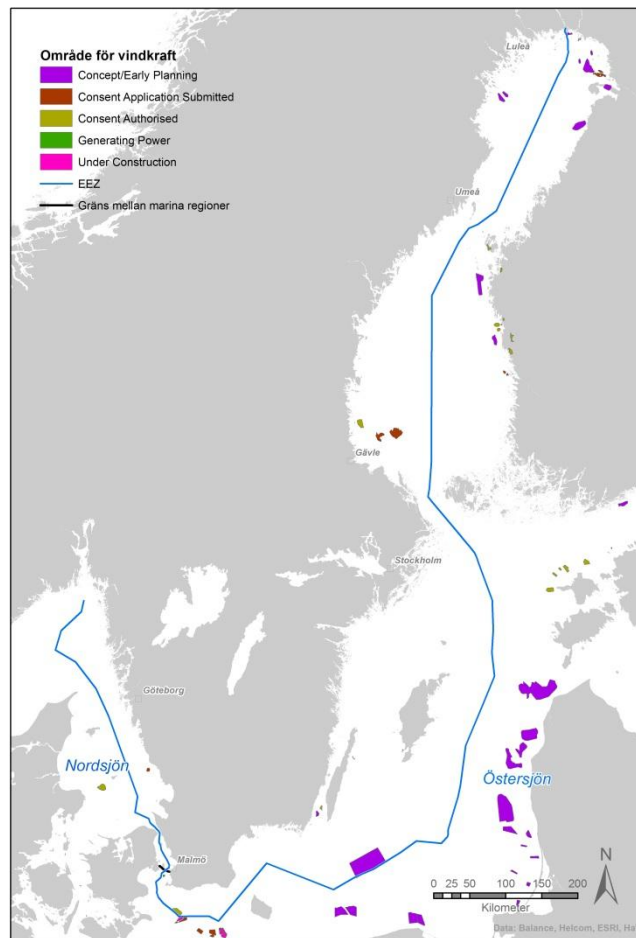 Område för vindkraft
Concept/Early Planning
Consent Application Submitted
Consent Authorised
Generating Power
Under Construction
EEZ
Gräns mellan marina regioner
Luleå
Umeå
Gävle
Stockholm
Göteborg
Nordsjön
Östersjön
Malmö
N
0 25 50 100 150 200
Kilometer
Data: Balance, Helcom, ESRI, Ha